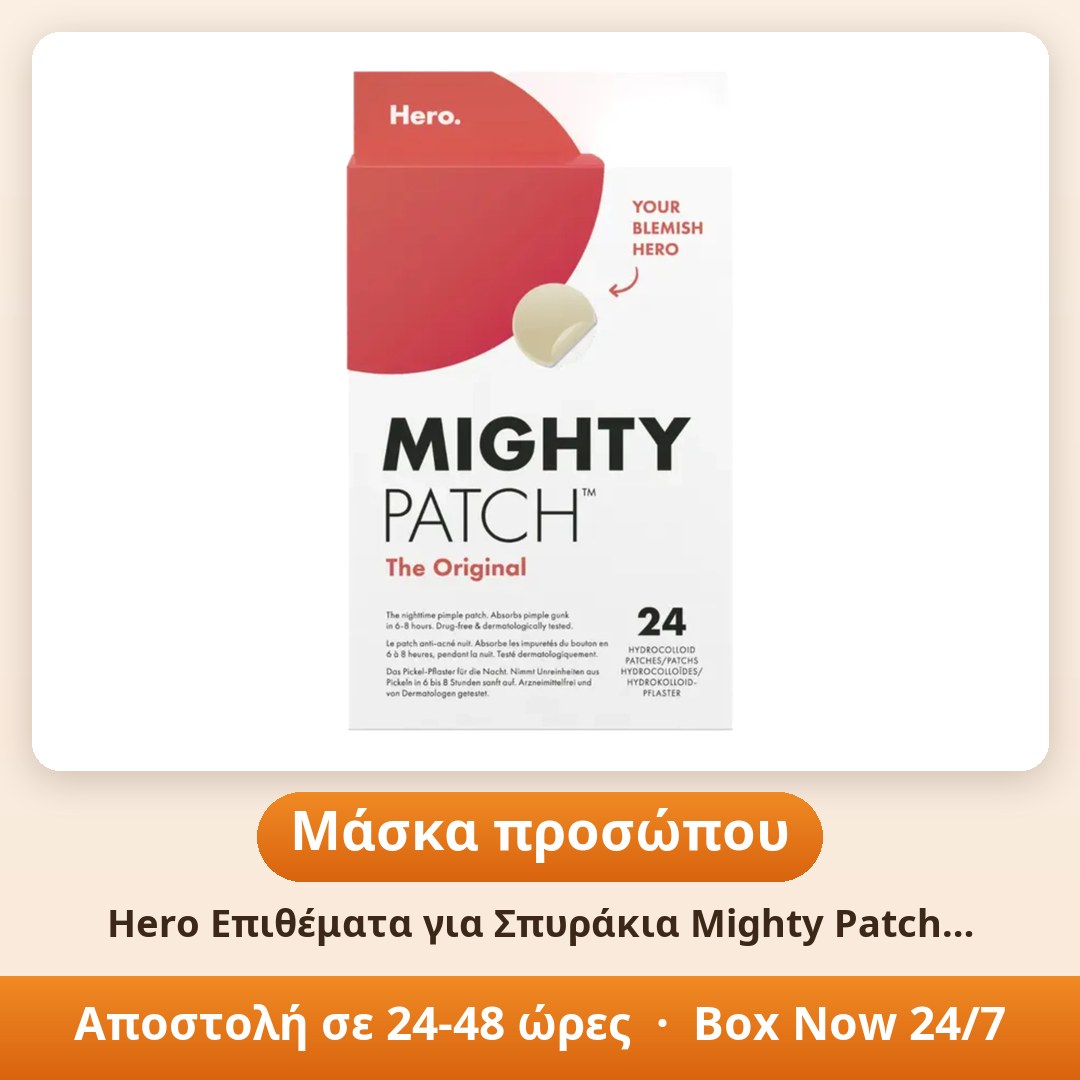 Hero.
YOUR
BLEMISH
HERO
MIGHTY
PATCH™
The Original
The nighttime pimple patch. Absorbs pimple gunk
in 6-8 hours. Drug-free & dermatologically tested.
Le patch anti-acné nuit. Absorbe les impuretés du bouton en
6 à 8 heures, pendant la nuit. Testé dermatologiquement.
Das Pickel-Pflaster für die Nacht. Nimmt Unreinheiten aus
Pickeln in 6 bis 8 Stunden sanft auf. Arzneimittelfrei und
von Dermatologen getestet.
24
HYDROCOLLOID
PATCHES/PATCHS
HYDROCOLLOÏDES/
HYDROKOLLOID-
PFLASTER
Μάσκα προσώπου
Hero Επιθέματα για Σπυράκια Mighty Patch...
Αποστολή σε 24-48 ώρες · Box Now 24/7